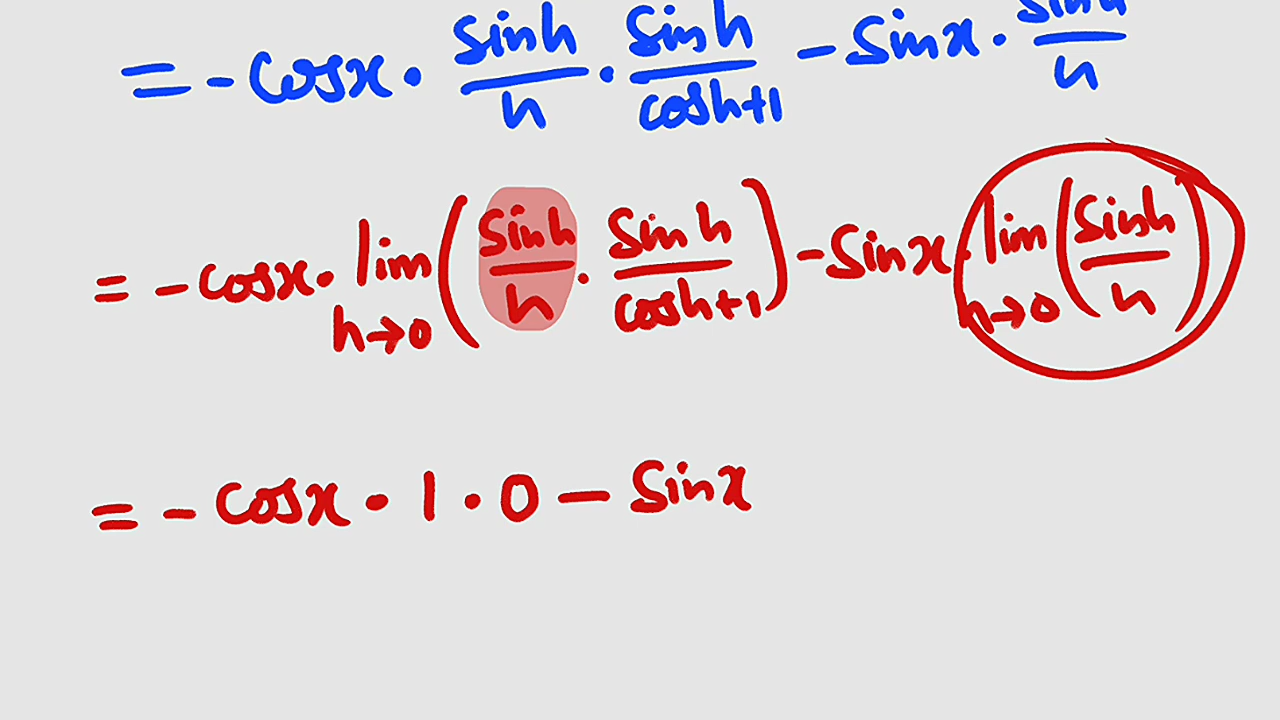 = - cosx · sinh/h · sinh/cosh+1 - sinx · sinh/h
= - cosx · lim h→0 (sinh/h · sinh/cosh+1) - sinx · lim h→0 (sinh/h)
= - cosx · 1 · 0 - sinx